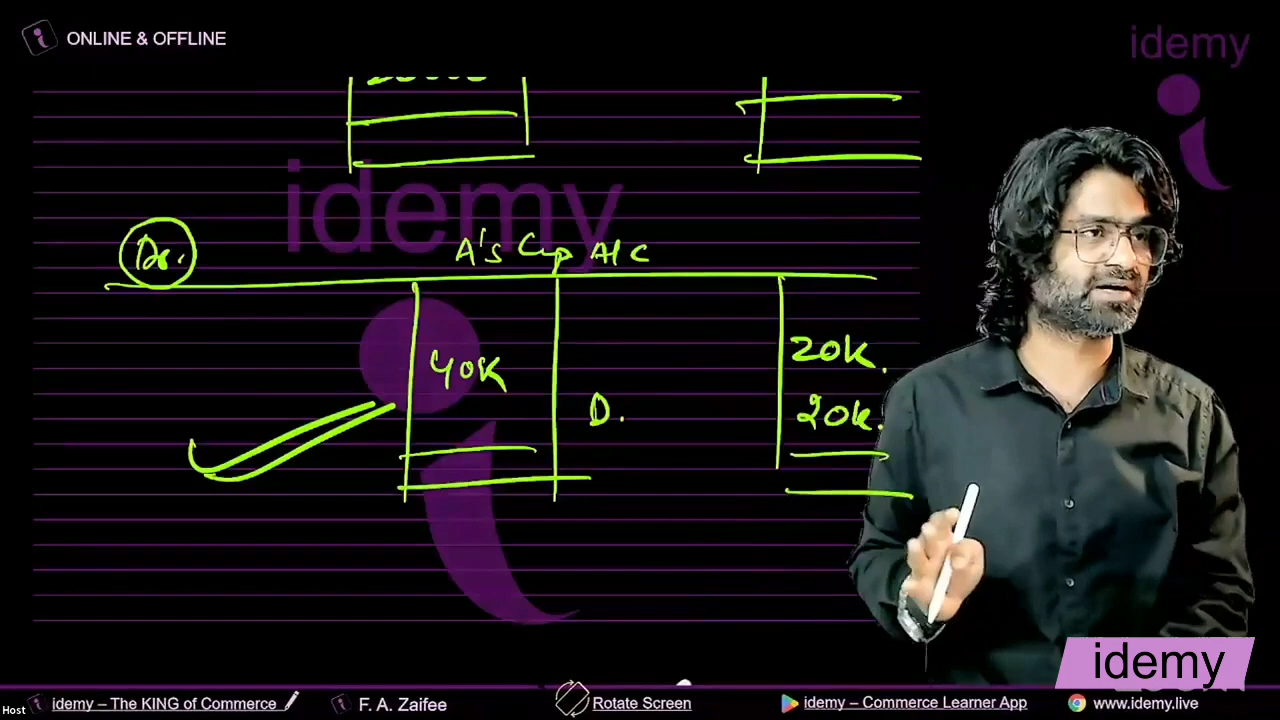 ONLINE & OFFLINE
idemy
idemy
Dr.
A's Cap A/C
40K
20K.
D.
20K.
idemy
Host
idemy – The KING of Commerce
F. A. Zaifee
Rotate Screen
idemy – Commerce Learner App
www.idemy.live